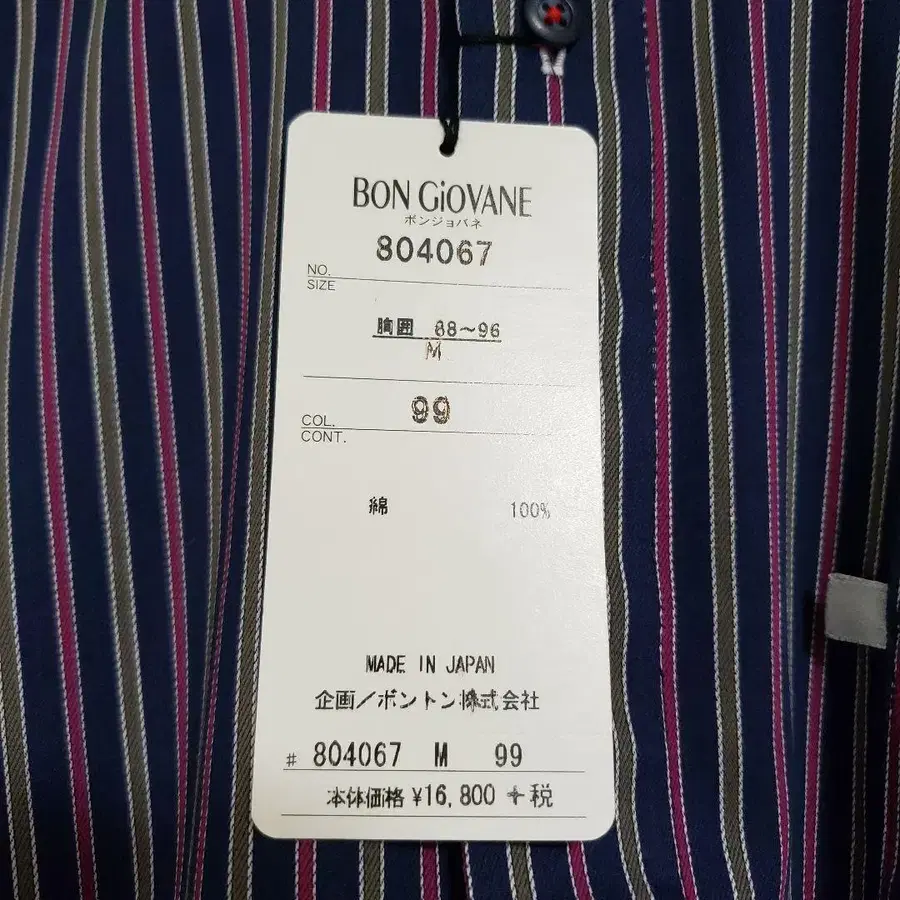 BON GiOVANE
ボンジョバネ
804067
NO.
SIZE
胸囲 88〜96
M
99
COL.
CONT.
綿 100%
MADE IN JAPAN
企画/ボントン株式会社
# 804067 M 99
本体価格 ¥16,800 +税